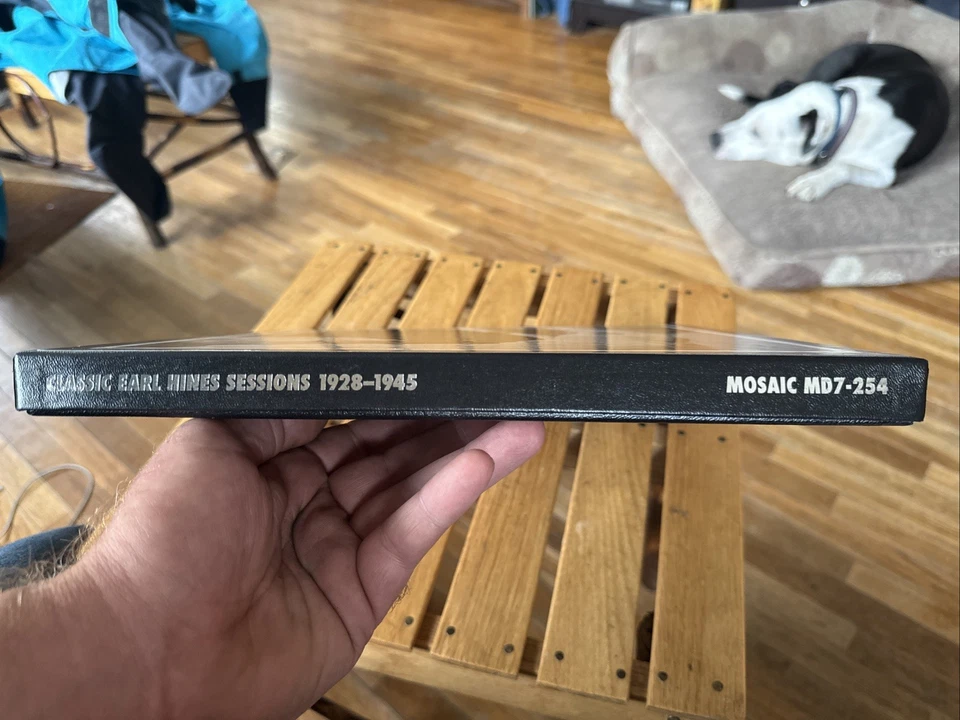 CLASSIC EARL HINES SESSIONS 1928–1945
MOSAIC MD7-254